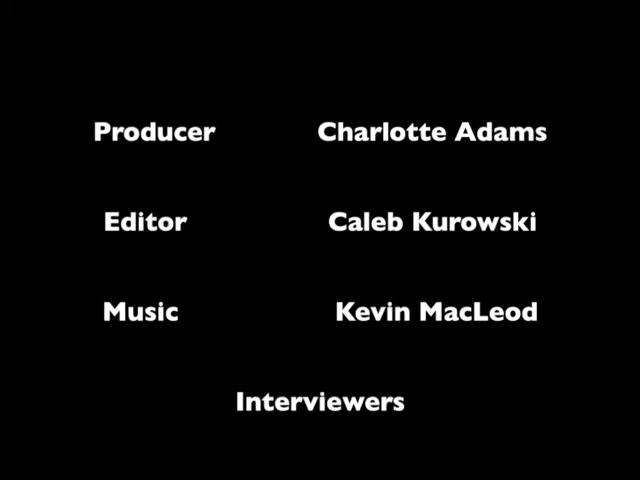 Producer Charlotte Adams
Editor Caleb Kurowski
Music Kevin MacLeod
Interviewers